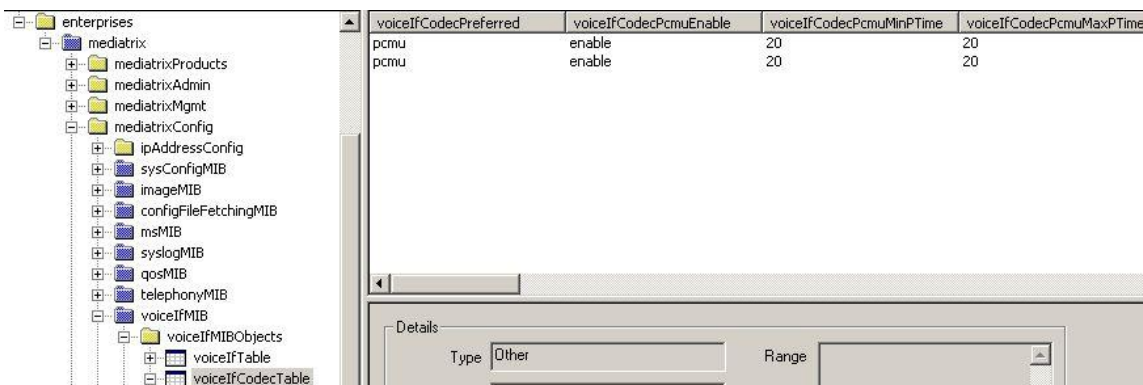 enterprises
mediatrix
mediatrixProducts
mediatrixAdmin
mediatrixMgmt
mediatrixConfig
ipAddressConfig
sysConfigMIB
imageMIB
configFileFetchingMIB
msMIB
syslogMIB
qosMIB
telephonyMIB
voiceIfMIB
voiceIfMIBObjects
voiceIfTable
voiceIfCodecTable
voiceIfCodecPreferred voiceIfCodecPcmuEnable voiceIfCodecPcmuMinPTime voiceIfCodecPcmuMaxPTime
pcmu enable 20 20
pcmu enable 20 20
Details
Type Other Range